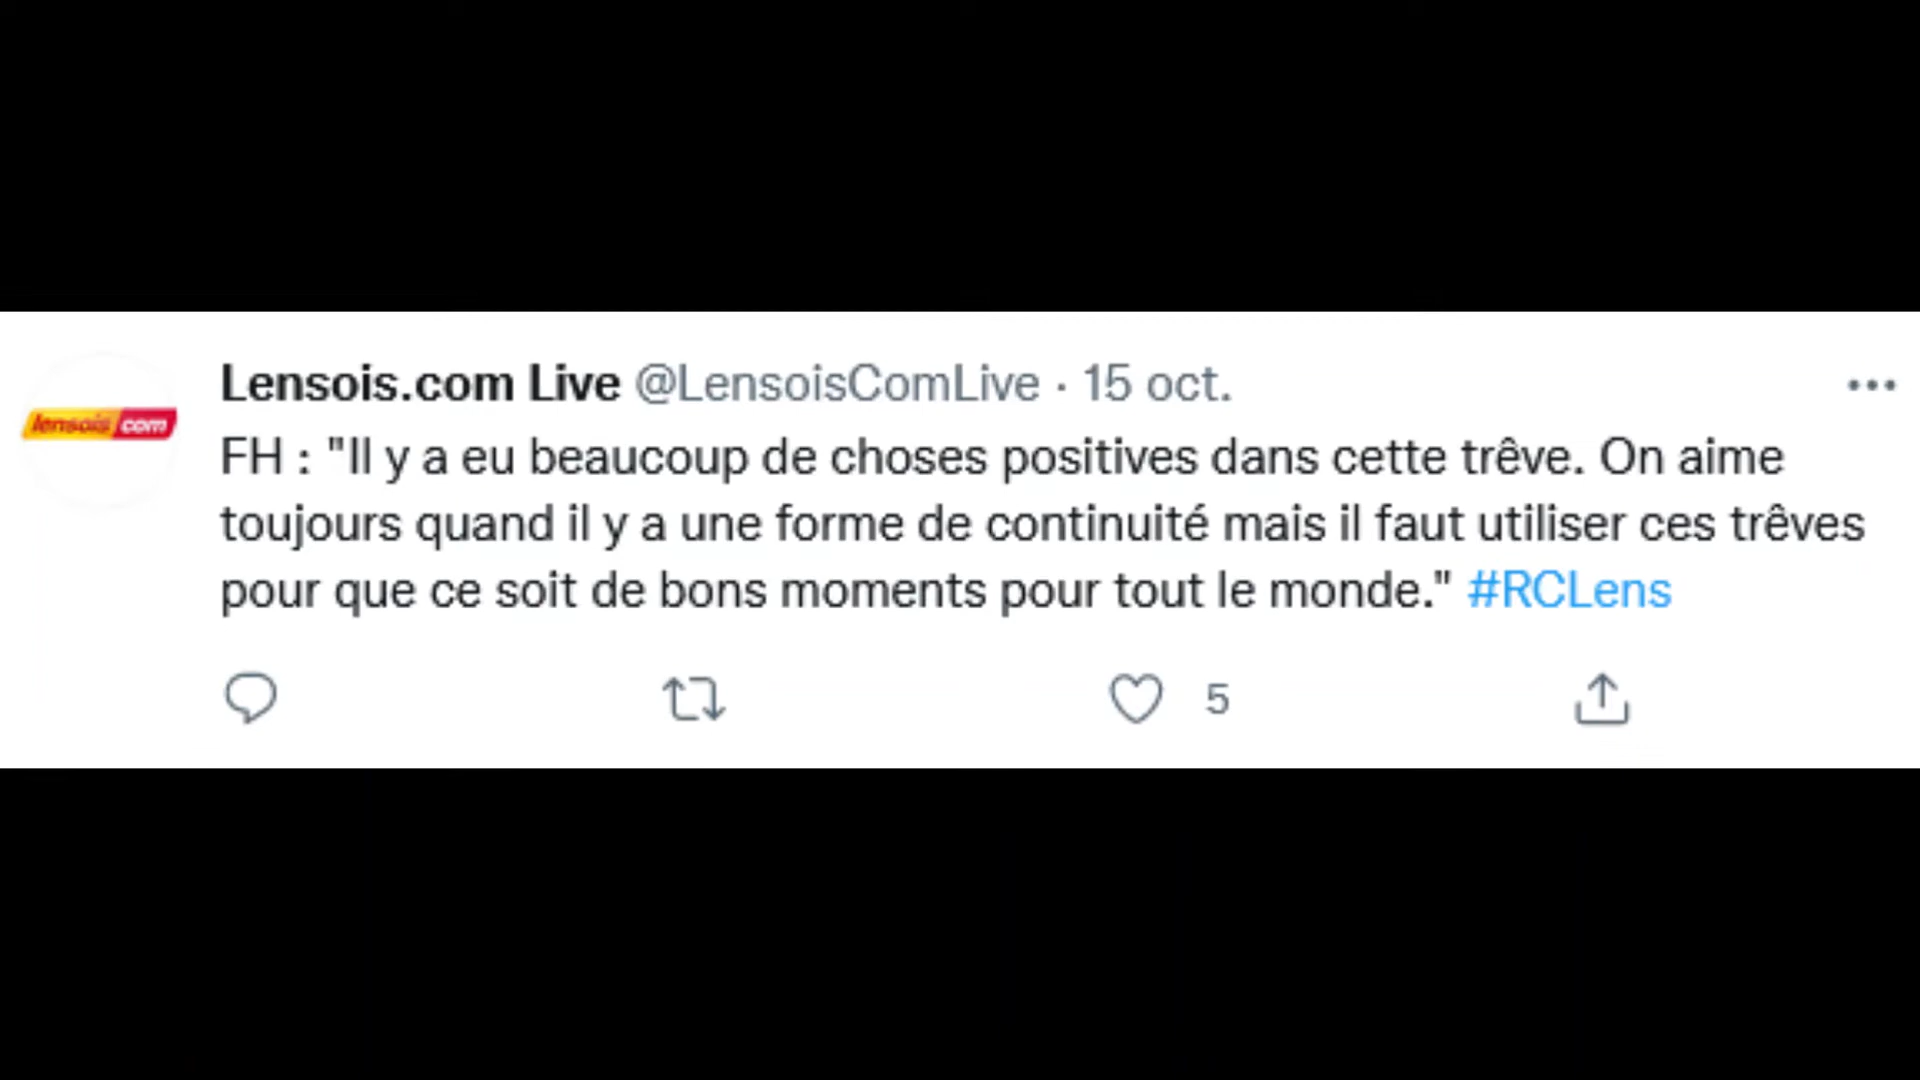 Lensois.com Live @LensoisComLive · 15 oct.
lensois com
FH : "Il y a eu beaucoup de choses positives dans cette trêve. On aime
toujours quand il y a une forme de continuité mais il faut utiliser ces trêves
pour que ce soit de bons moments pour tout le monde." #RCLens
5